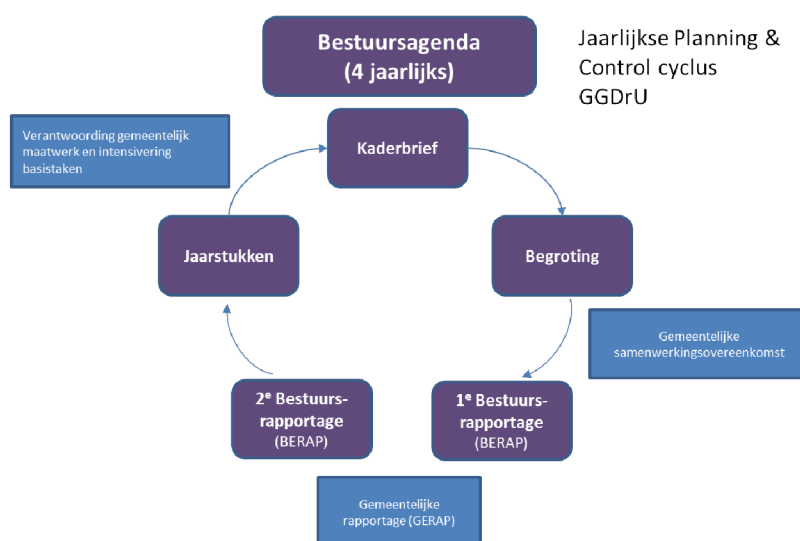 Bestuursagenda
(4 jaarlijks)
Jaarlijkse Planning &
Control cyclus
GGDrU
Verantwoording gemeentelijk
maatwerk en intensivering
basistaken
Kaderbrief
Jaarstukken
Begroting
Gemeentelijke
samenwerkingsovereenkomst
2e Bestuurs-
rapportage
(BERAP)
1e Bestuurs-
rapportage
(BERAP)
Gemeentelijke
rapportage (GERAP)